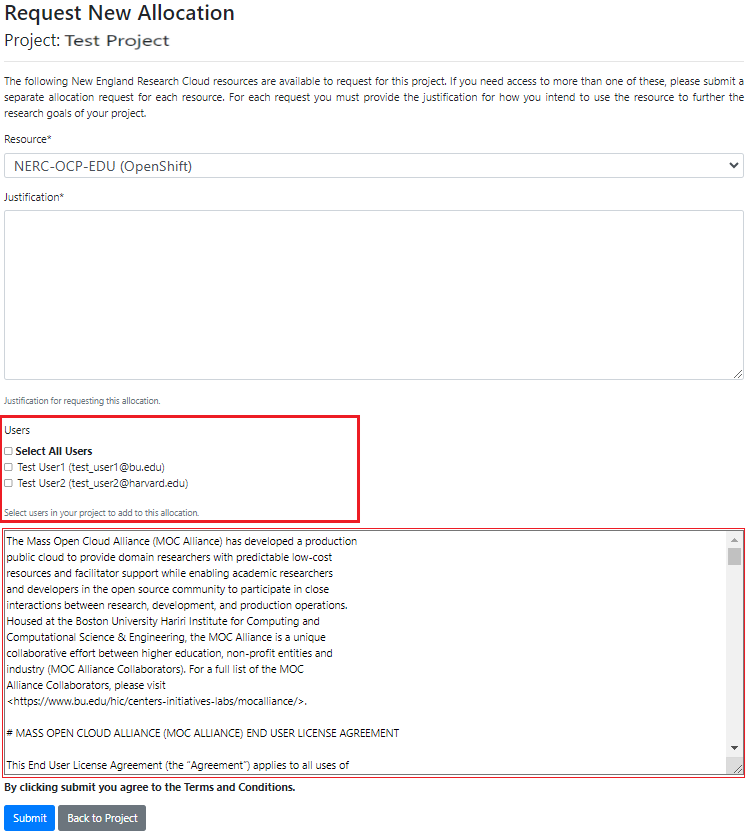 Request New Allocation
Project: Test Project
The following New England Research Cloud resources are available to request for this project. If you need access to more than one of these, please submit a
separate allocation request for each resource. For each request you must provide the justification for how you intend to use the resource to further the
research goals of your project.
Resource*
NERC-OCP-EDU (OpenShift)
Justification*
Justification for requesting this allocation.
Users
Select All Users
Test User1 (test_user1@bu.edu)
Test User2 (test_user2@harvard.edu)
Select users in your project to add to this allocation.
The Mass Open Cloud Alliance (MOC Alliance) has developed a production
public cloud to provide domain researchers with predictable low-cost
resources and facilitator support while enabling academic researchers
and developers in the open source community to participate in close
interactions between research, development, and production operations.
Housed at the Boston University Hariri Institute for Computing and
Computational Science & Engineering, the MOC Alliance is a unique
collaborative effort between higher education, non-profit entities and
industry (MOC Alliance Collaborators). For a full list of the MOC
Alliance Collaborators, please visit
<https://www.bu.edu/hic/centers-initiatives-labs/mocalliance/>.
# MASS OPEN CLOUD ALLIANCE (MOC ALLIANCE) END USER LICENSE AGREEMENT
This End User License Agreement (the “Agreement”) applies to all uses of
By clicking submit you agree to the Terms and Conditions.
Submit
Back to Project